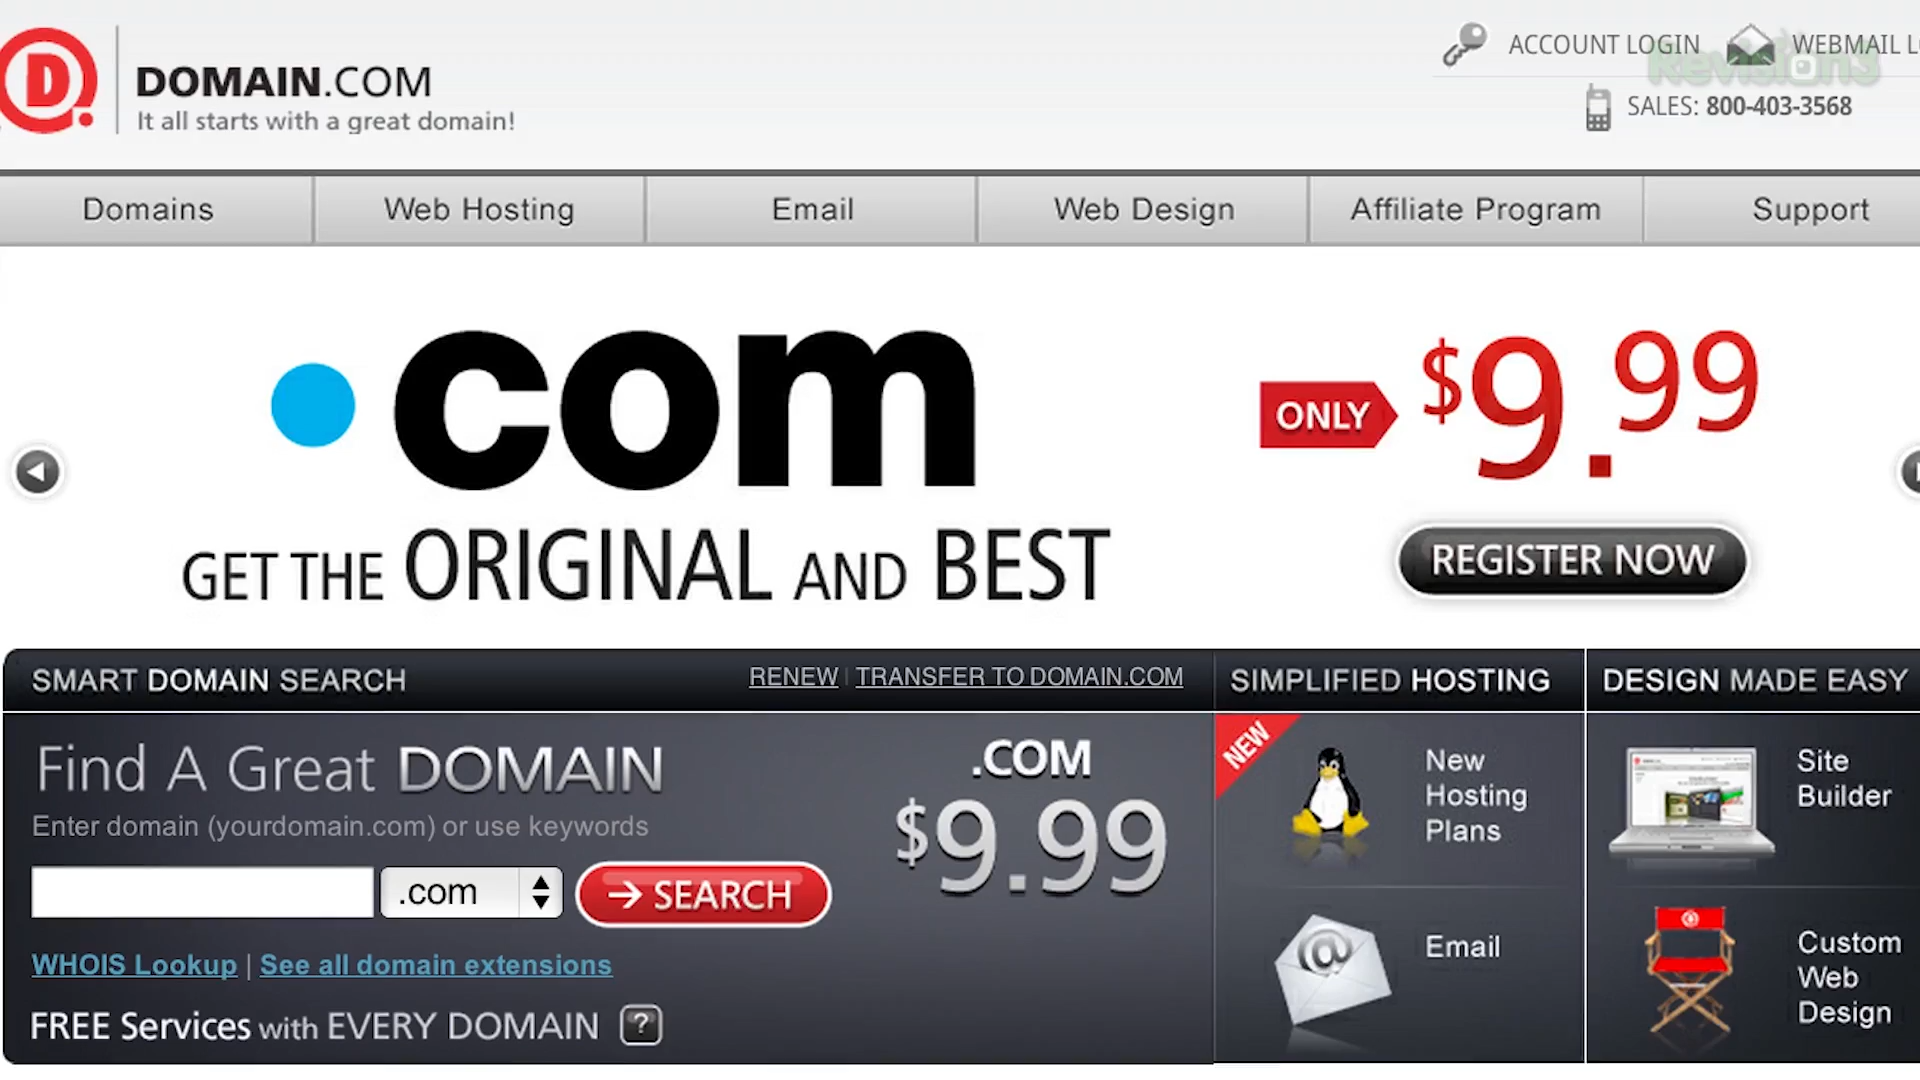 DOMAIN.COM
It all starts with a great domain!
ACCOUNT LOGIN
WEBMAIL
Revision3
SALES: 800-403-3568
Domains
Web Hosting
Email
Web Design
Affiliate Program
Support
.com
GET THE ORIGINAL AND BEST
ONLY
$9.99
REGISTER NOW
SMART DOMAIN SEARCH
RENEW | TRANSFER TO DOMAIN.COM
Find A Great DOMAIN
Enter domain (yourdomain.com) or use keywords
.com
→ SEARCH
.COM
$9.99
WHOIS Lookup | See all domain extensions
FREE Services with EVERY DOMAIN ?
SIMPLIFIED HOSTING
NEW
New
Hosting
Plans
@
Email
DESIGN MADE EASY
Site
Builder
Custom
Web
Design